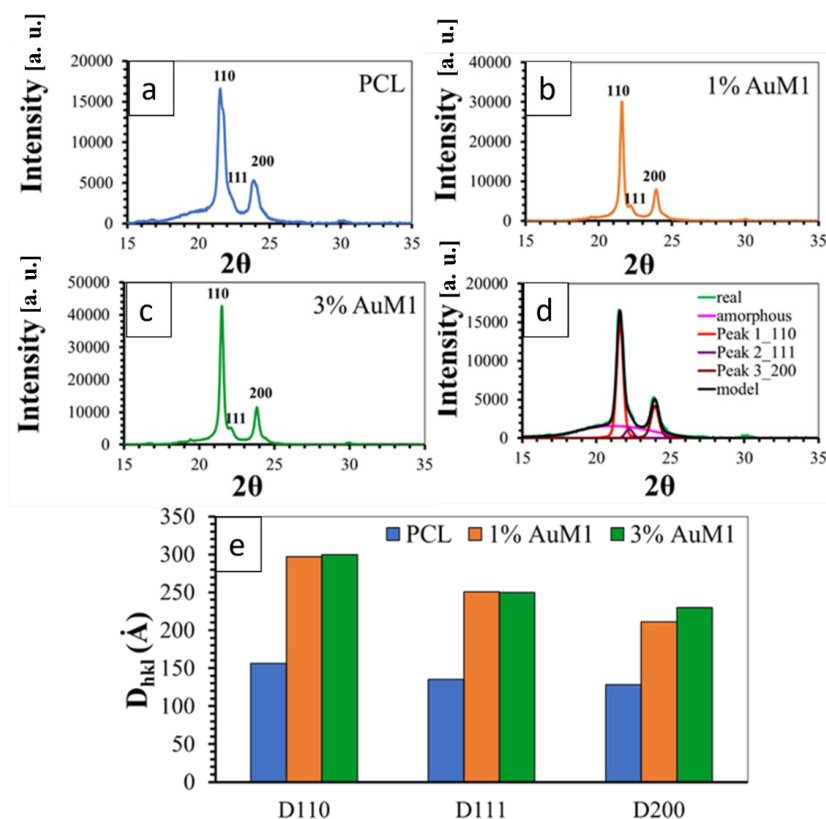 Intensity [a. u.]
20000
15000
10000
5000
0
a
110
111
200
PCL
15 20 25 30 35
2θ
Intensity [a. u.]
40000
30000
20000
10000
0
b
110
111
200
1% AuM1
15 20 25 30 35
2θ
Intensity [a. u.]
50000
40000
30000
20000
10000
0
c
110
111
200
3% AuM1
15 20 25 30 35
2θ
Intensity [a. u.]
20000
15000
10000
5000
0
d
real
amorphous
Peak 1_110
Peak 2_111
Peak 3_200
model
15 20 25 30 35
2θ
Dhkl (Å)
350
300
250
200
150
100
50
0
e
PCL 1% AuM1 3% AuM1
D110 D111 D200